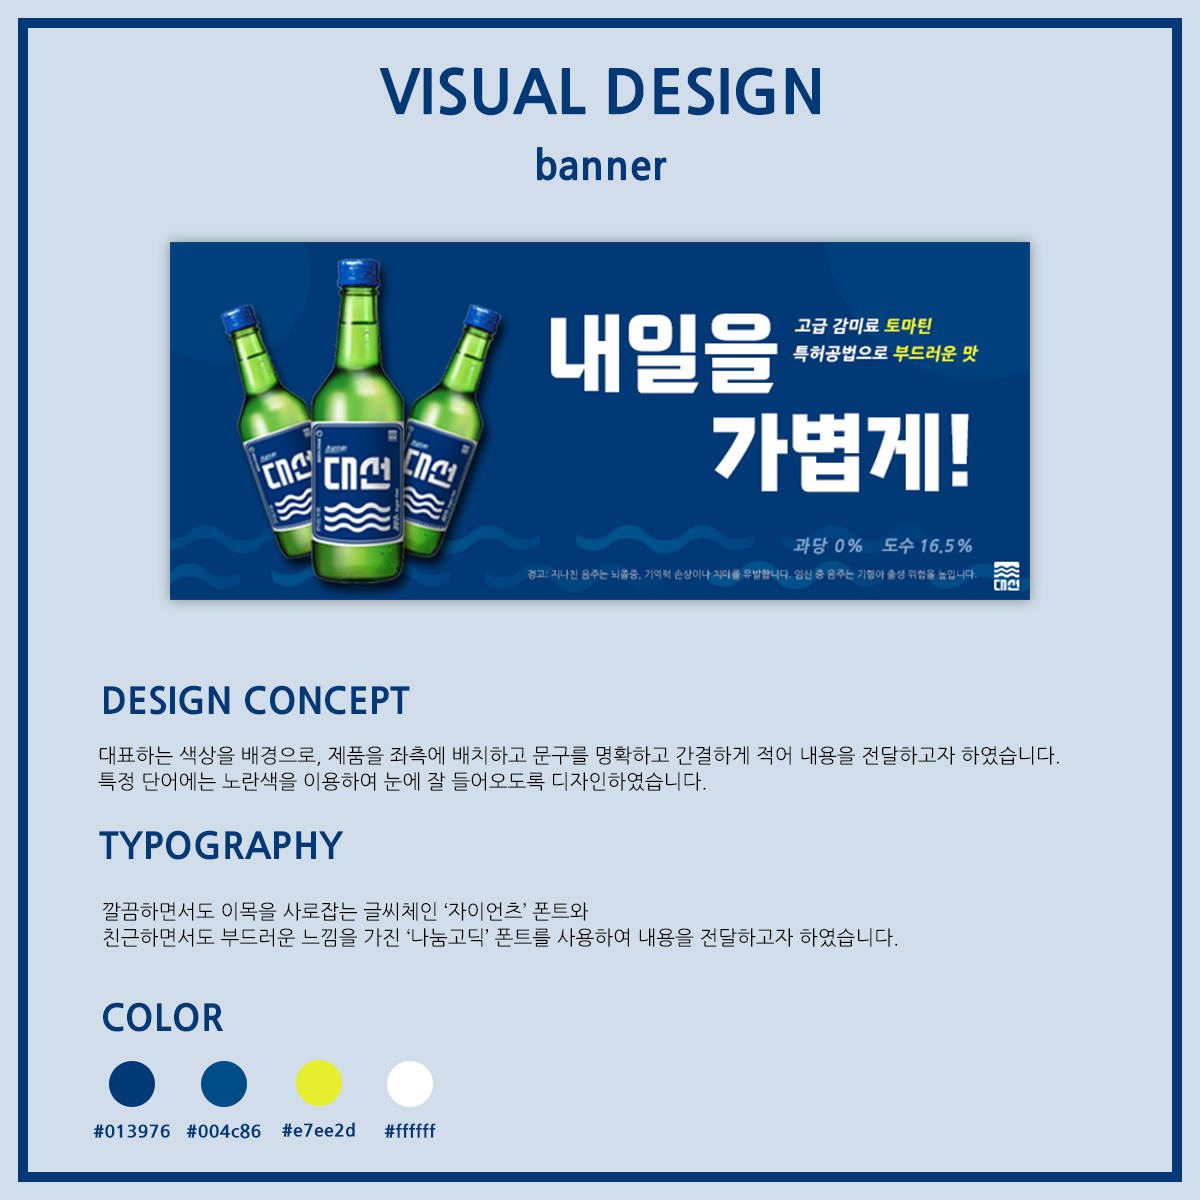 VISUAL DESIGN
banner
내일을
고급 감미료 토마틴
특허공법으로 부드러운 맛
가볍게!
대선
대선
대선
과당 0% 도수 16.5%
경고: 지나친 음주는 뇌졸중, 기억력 손상이나 치매를 유발합니다. 임신 중 음주는 기형아 출생 위험을 높입니다.
대선
DESIGN CONCEPT
대표하는 색상을 배경으로, 제품을 좌측에 배치하고 문구를 명확하고 간결하게 적어 내용을 전달하고자 하였습니다.
특정 단어에는 노란색을 이용하여 눈에 잘 들어오도록 디자인하였습니다.
TYPOGRAPHY
깔끔하면서도 이목을 사로잡는 글씨체인 ‘자이언츠’ 폰트와
친근하면서도 부드러운 느낌을 가진 ‘나눔고딕’ 폰트를 사용하여 내용을 전달하고자 하였습니다.
COLOR
#013976 #004c86 #e7ee2d #ffffff